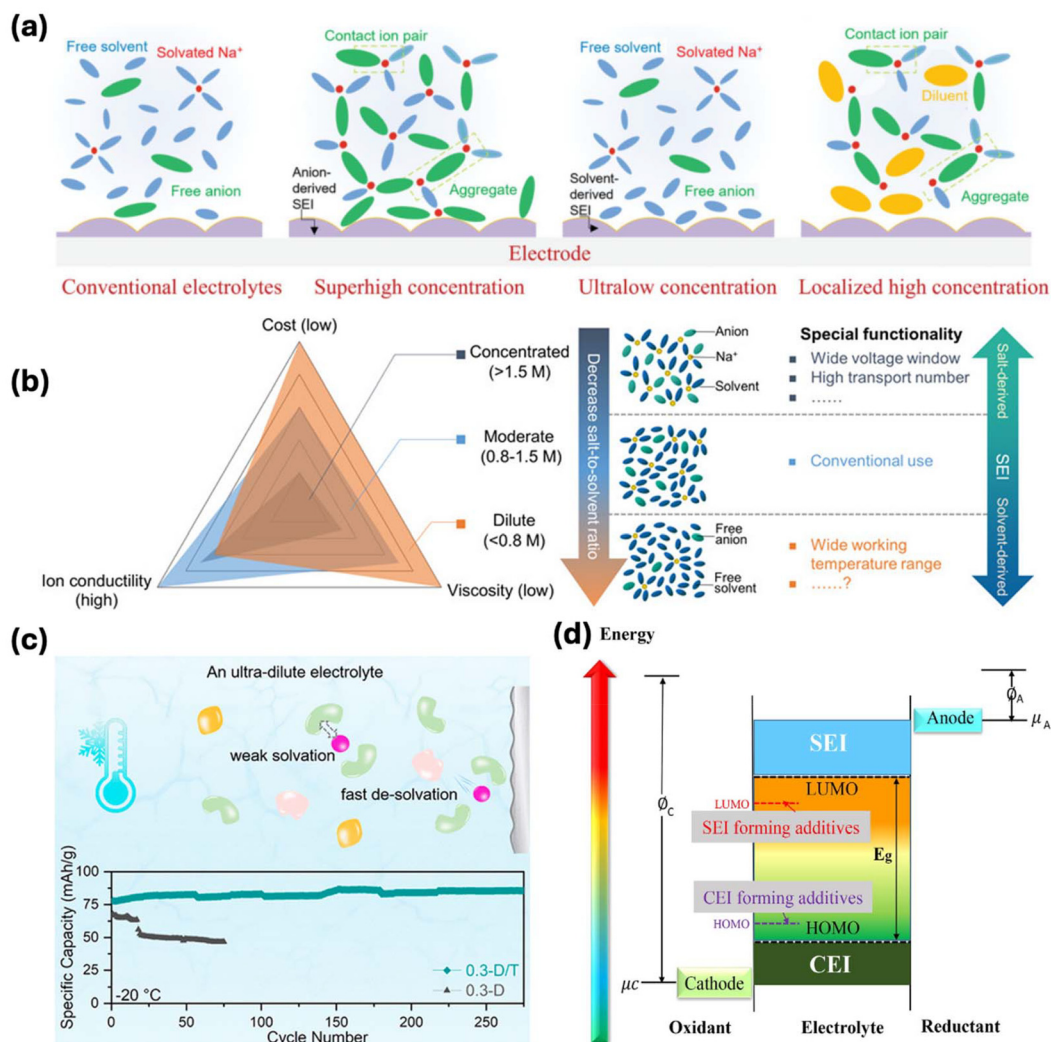 (a)
Free solvent
Solvated Na⁺
Free anion
Conventional electrolytes
Contact ion pair
Anion-
derived
SEI
Aggregate
Superhigh concentration
Free solvent
Solvated Na⁺
Solvent-
derived
SEI
Free anion
Ultralow concentration
Contact ion pair
Diluent
Aggregate
Localized high concentration
Electrode
(b)
Cost (low)
Ion conductility
(high)
Viscosity (low)
Concentrated
(>1.5 M)
Moderate
(0.8-1.5 M)
Dilute
(<0.8 M)
Decrease salt-to-solvent ratio
Anion
Na⁺
Solvent
Free
anion
Free
solvent
Special functionality
Wide voltage window
High transport number
......
Conventional use
Wide working
temperature range
......?
Salt-derived
SEI
Solvent-derived
(c)
An ultra-dilute electrolyte
weak solvation
fast de-solvation
Specific Capacity (mAh/g)
100
75
50
25
0
-20 °C
0.3-D/T
0.3-D
0
50
100
150
200
250
Cycle Number
(d)
Energy
Φ_C
Φ_A
μ_A
Anode
SEI
LUMO
LUMO
SEI forming additives
Eg
CEI forming additives
HOMO
HOMO
CEI
μc
Cathode
Oxidant
Electrolyte
Reductant